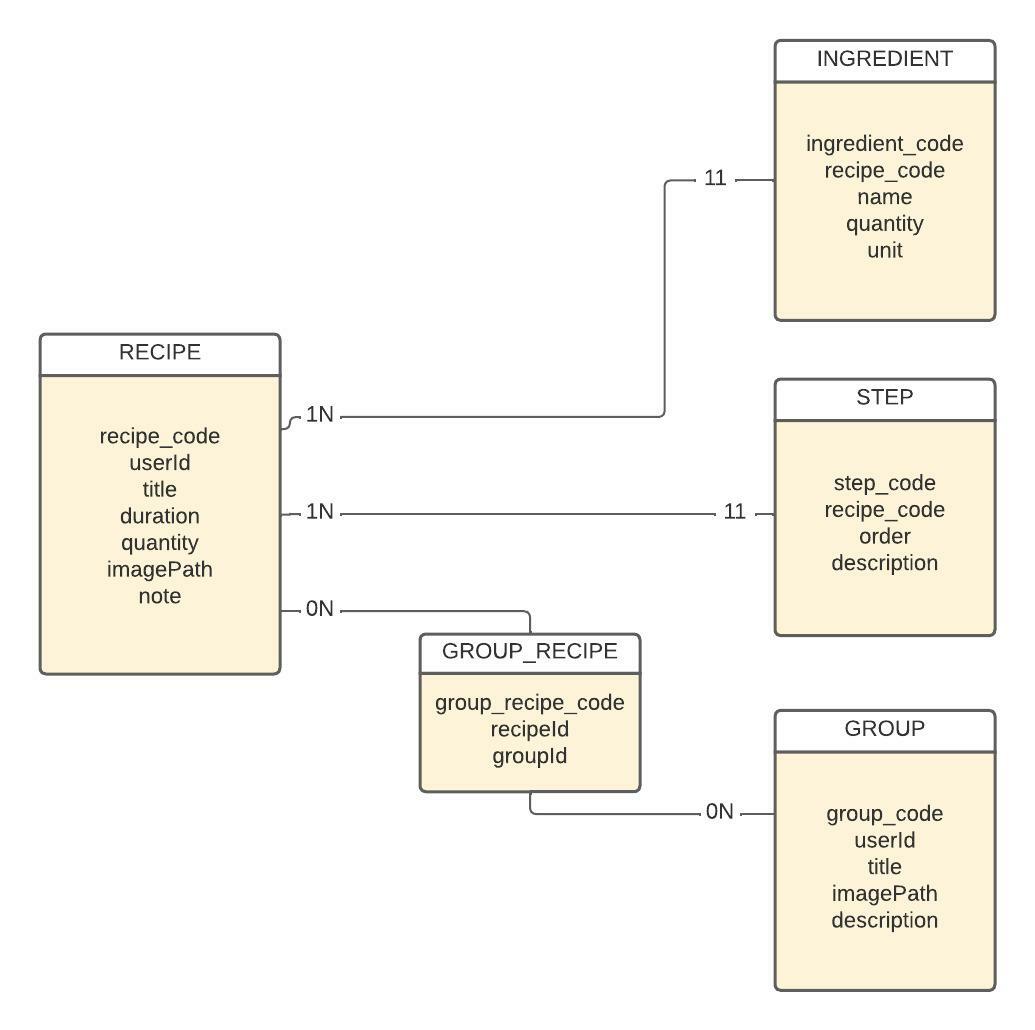 INGREDIENT
ingredient_code
recipe_code
name
quantity
unit
11
RECIPE
recipe_code
userId
title
duration
quantity
imagePath
note
1N
1N
0N
STEP
step_code
recipe_code
order
description
11
GROUP_RECIPE
group_recipe_code
recipeId
groupId
0N
GROUP
group_code
userId
title
imagePath
description